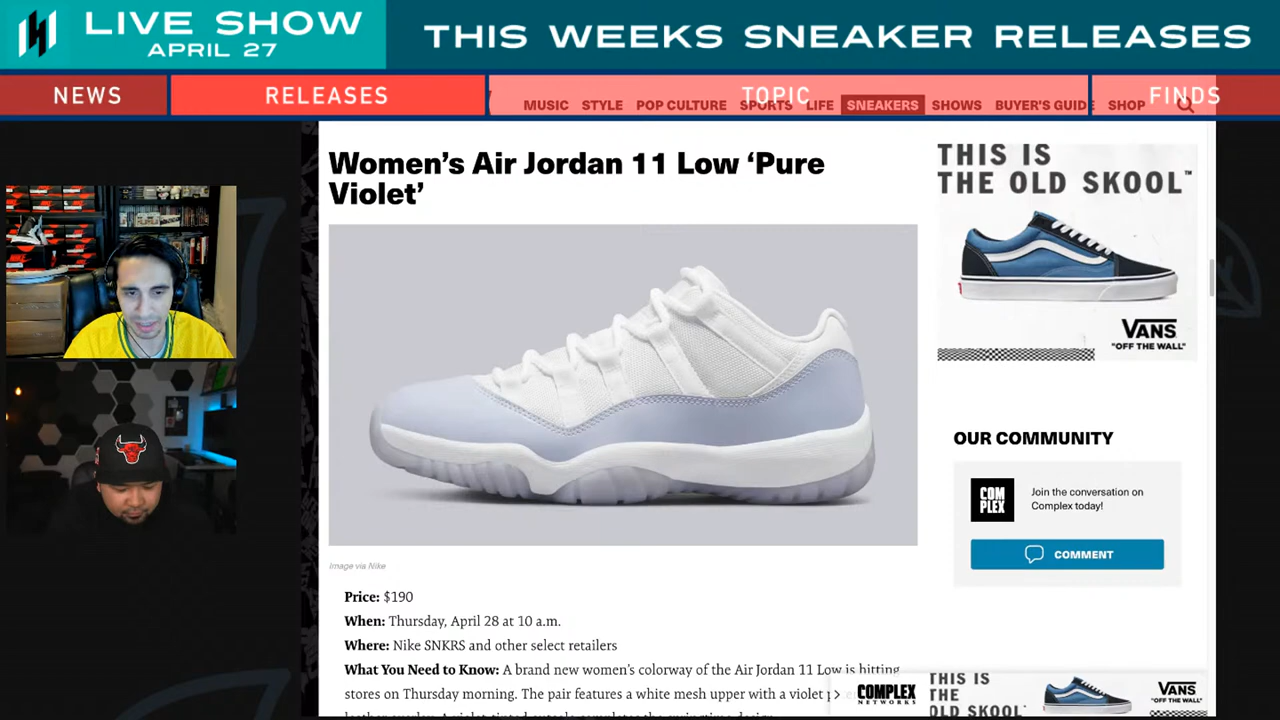 LIVE SHOW
APRIL 27
THIS WEEKS SNEAKER RELEASES
NEWS
RELEASES
TOPIC
FINDS
MUSIC STYLE POP CULTURE SPORTS LIFE SNEAKERS SHOWS BUYER'S GUIDE SHOP
Women's Air Jordan 11 Low 'Pure
Violet'
Image via Nike
Price: $190
When: Thursday, April 28 at 10 a.m.
Where: Nike SNKRS and other select retailers
What You Need to Know: A brand new women's colorway of the Air Jordan 11 Low is hitting
stores on Thursday morning. The pair features a white mesh upper with a violet
THIS IS
THE OLD SKOOL™
VANS
"OFF THE WALL"
OUR COMMUNITY
COM
PLEX
Join the conversation on
Complex today!
COMMENT
COMPLEX
NETWORKS
THIS IS
THE
OLD SKOOL
VANS
"OFF THE WALL"